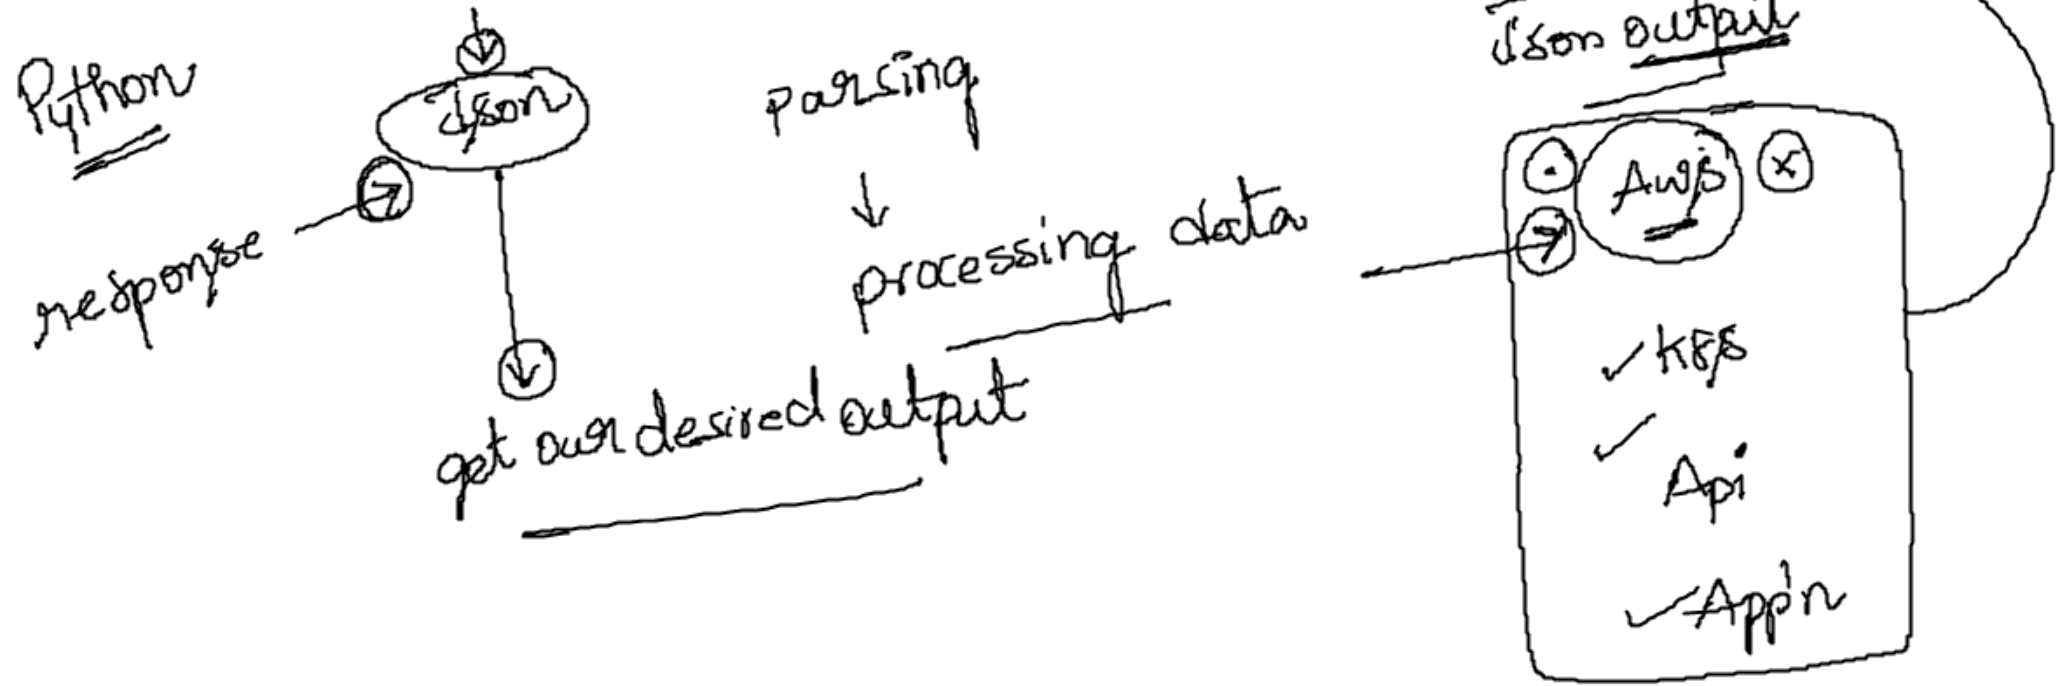 Python
Json
response
get our desired output
parsing
processing data
Json output
Aws
K8s
Api
App'n